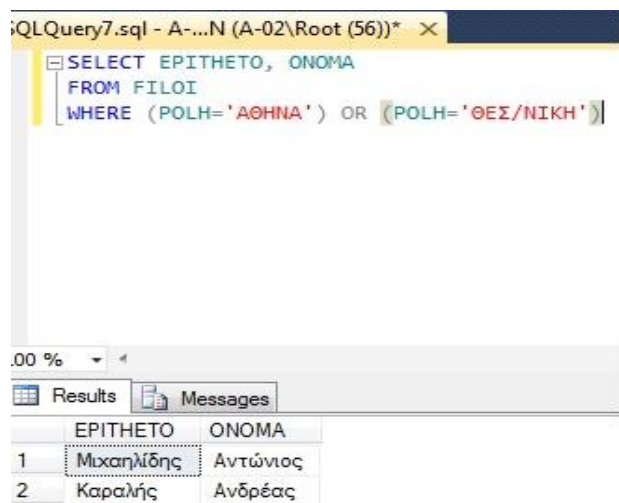 SQLQuery7.sql - A-...N (A-02\Root (56))* ×
SELECT EPITHETO, ONOMA
FROM FILOI
WHERE (POLH='ΑΘΗΝΑ') OR (POLH='ΘΕΣ/ΝΙΚΗ')
.00 %
Results Messages
EPITHETO ONOMA
1 Μιχαηλίδης Αντώνιος
2 Καραλής Ανδρέας